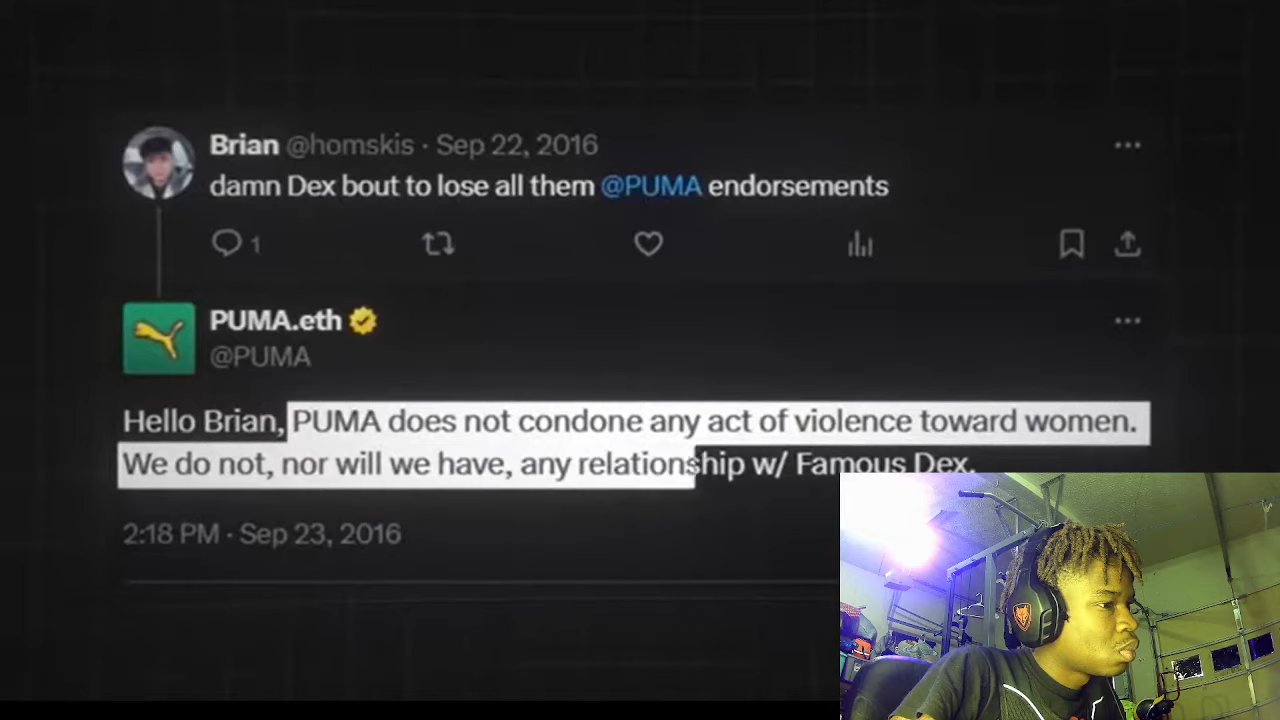 Brian @homskis · Sep 22, 2016
damn Dex bout to lose all them @PUMA endorsements
1
PUMA.eth
@PUMA
Hello Brian, PUMA does not condone any act of violence toward women.
We do not, nor will we have, any relationship w/ Famous Dex.
2:18 PM · Sep 23, 2016